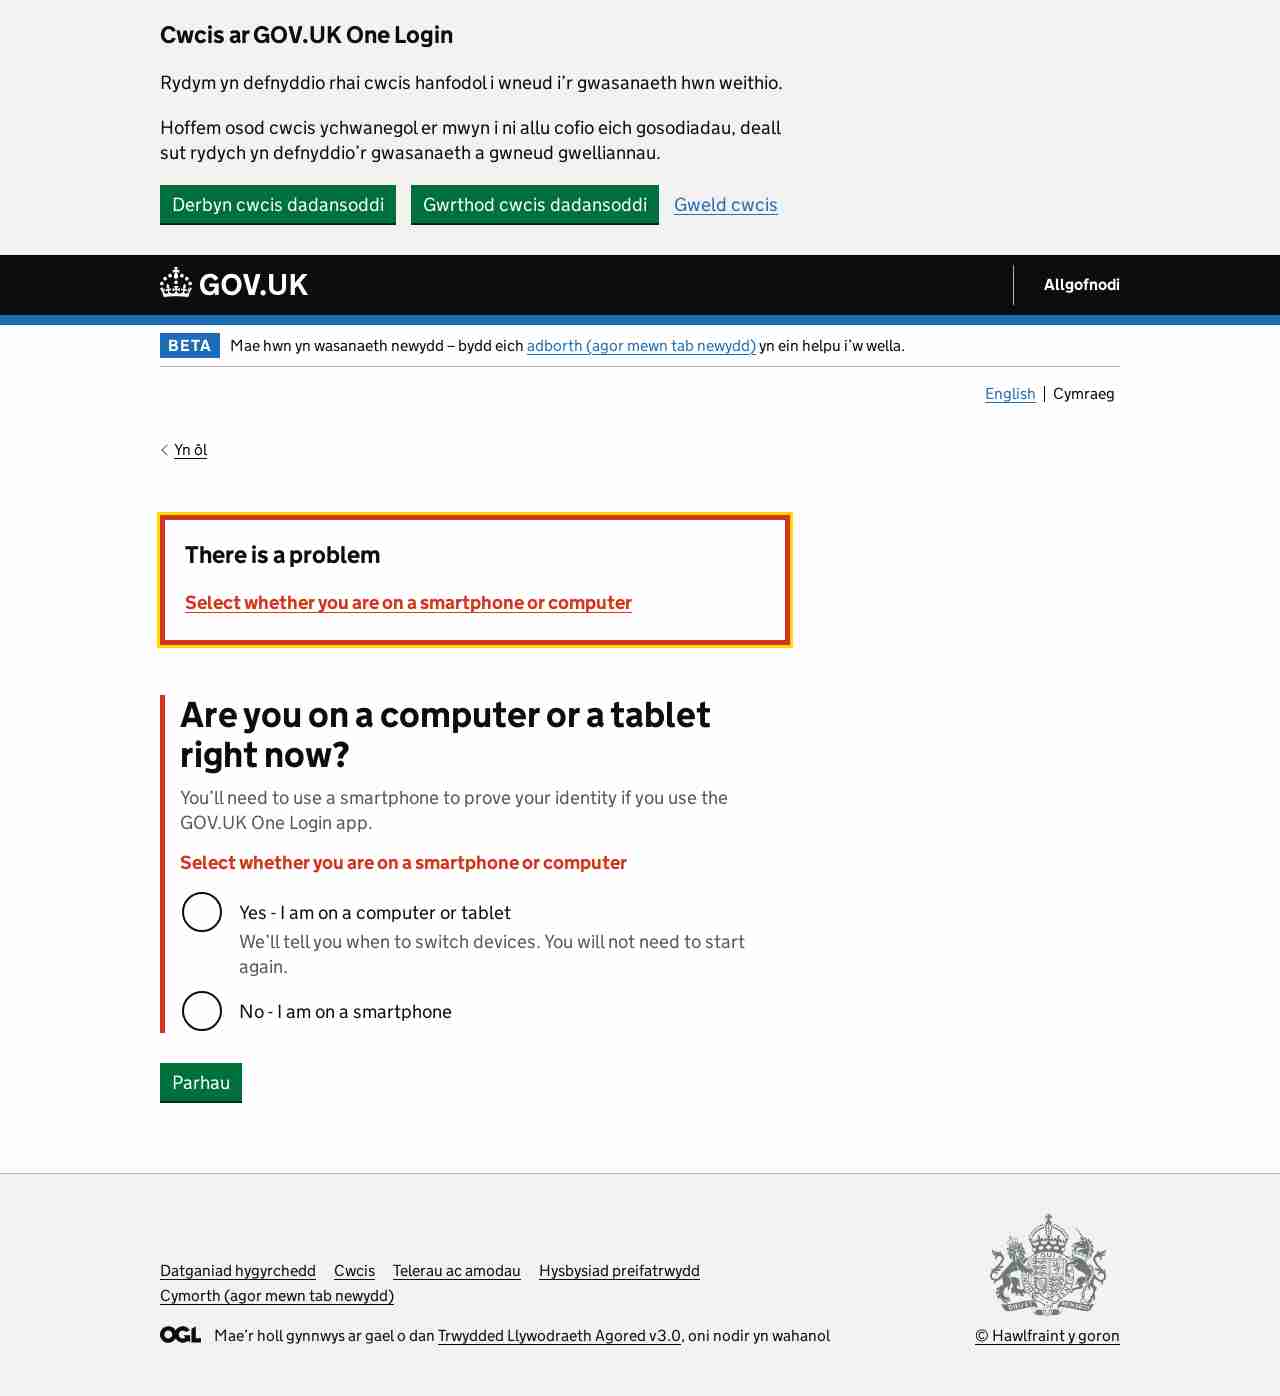 Cwcis ar GOV.UK One Login
Rydym yn defnyddio rhai cwcis hanfodol i wneud i’r gwasanaeth hwn weithio.
Hoffem osod cwcis ychwanegol er mwyn i ni allu cofio eich gosodiadau, deall
sut rydych yn defnyddio’r gwasanaeth a gwneud gwelliannau.
Derbyn cwcis dadansoddi Gwrthod cwcis dadansoddi Gweld cwcis
GOV.UK Allgofnodi
BETA Mae hwn yn wasanaeth newydd – bydd eich adborth (agor mewn tab newydd) yn ein helpu i’w wella.
English Cymraeg
Yn ôl
There is a problem
Select whether you are on a smartphone or computer
Are you on a computer or a tablet
right now?
You’ll need to use a smartphone to prove your identity if you use the
GOV.UK One Login app.
Select whether you are on a smartphone or computer
Yes - I am on a computer or tablet
We’ll tell you when to switch devices. You will not need to start
again.
No - I am on a smartphone
Parhau
Datganiad hygyrchedd Cwcis Telerau ac amodau Hysbysiad preifatrwydd
Cymorth (agor mewn tab newydd)
OGL Mae’r holl gynnwys ar gael o dan Trwydded Llywodraeth Agored v3.0, oni nodir yn wahanol
© Hawlfraint y goron